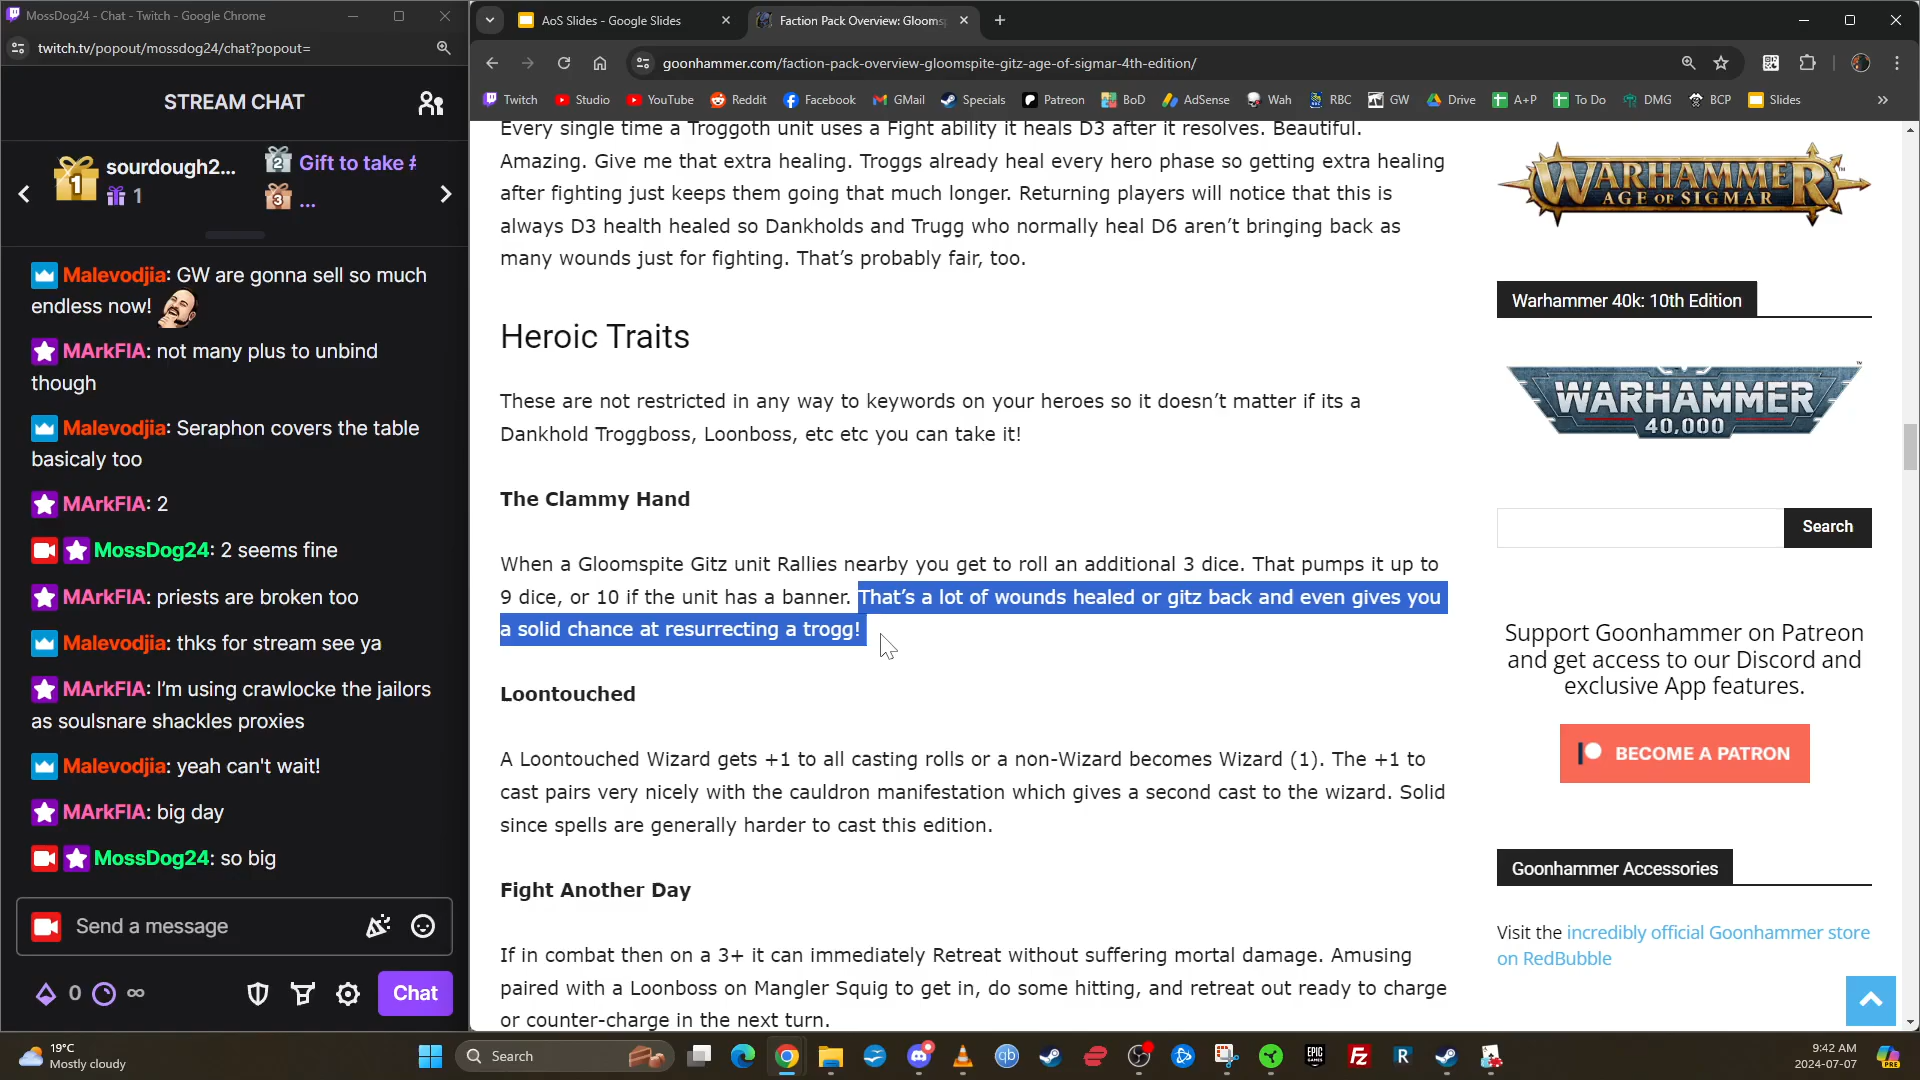 MossDog24 - Chat - Twitch - Google Chrome
twitch.tv/popout/mossdog24/chat?popout=
STREAM CHAT
1
sourdough2...
1
2
Gift to take #
3
...
Malevodjia: GW are gonna sell so much
endless now!
MArkFIA: not many plus to unbind
though
Malevodjia: Seraphon covers the table
basicaly too
MArkFIA: 2
MossDog24: 2 seems fine
MArkFIA: priests are broken too
Malevodjia: thks for stream see ya
MArkFIA: I'm using crawlocke the jailors
as soulsnare shackles proxies
Malevodjia: yeah can't wait!
MArkFIA: big day
MossDog24: so big
Send a message
0
∞
Chat
AoS Slides - Google Slides
Faction Pack Overview: Glooms
goonhammer.com/faction-pack-overview-gloomspite-gitz-age-of-sigmar-4th-edition/
Twitch
Studio
YouTube
Reddit
Facebook
GMail
Specials
Patreon
BoD
AdSense
Wah
RBC
GW
Drive
A+P
To Do
DMG
BCP
Slides
»
Every single time a Troggoth unit uses a Fight ability it heals D3 after it resolves. Beautiful.
Amazing. Give me that extra healing. Troggs already heal every hero phase so getting extra healing
after fighting just keeps them going that much longer. Returning players will notice that this is
always D3 health healed so Dankholds and Trugg who normally heal D6 aren't bringing back as
many wounds just for fighting. That's probably fair, too.
Heroic Traits
These are not restricted in any way to keywords on your heroes so it doesn't matter if its a
Dankhold Troggboss, Loonboss, etc etc you can take it!
The Clammy Hand
When a Gloomspite Gitz unit Rallies nearby you get to roll an additional 3 dice. That pumps it up to
9 dice, or 10 if the unit has a banner. That's a lot of wounds healed or gitz back and even gives you
a solid chance at resurrecting a trogg!
Loontouched
A Loontouched Wizard gets +1 to all casting rolls or a non-Wizard becomes Wizard (1). The +1 to
cast pairs very nicely with the cauldron manifestation which gives a second cast to the wizard. Solid
since spells are generally harder to cast this edition.
Fight Another Day
If in combat then on a 3+ it can immediately Retreat without suffering mortal damage. Amusing
paired with a Loonboss on Mangler Squig to get in, do some hitting, and retreat out ready to charge
or counter-charge in the next turn.
WARHAMMER
AGE OF SIGMAR
Warhammer 40k: 10th Edition
WARHAMMER
40,000
Search
Support Goonhammer on Patreon
and get access to our Discord and
exclusive App features.
BECOME A PATRON
Goonhammer Accessories
Visit the incredibly official Goonhammer store
on RedBubble
19°C
Mostly cloudy
Search
qb
EPIC
GAMES
Fz
R
9:42 AM
2024-07-07
PRE